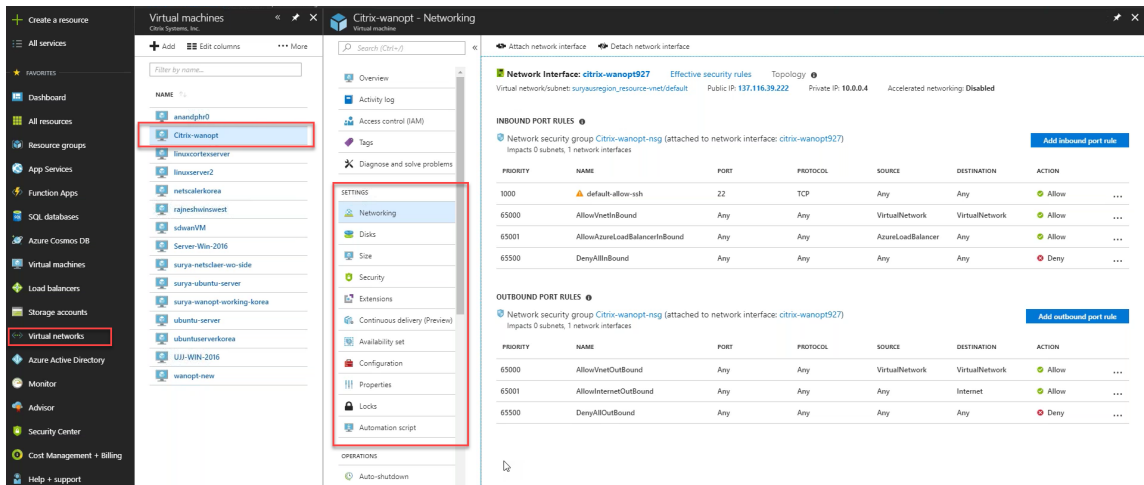 Create a resource
All services
FAVORITES
Dashboard
All resources
Resource groups
App Services
Function Apps
SQL databases
Azure Cosmos DB
Virtual machines
Load balancers
Storage accounts
Virtual networks
Azure Active Directory
Monitor
Advisor
Security Center
Cost Management + Billing
Help + support
Virtual machines
Citrix Systems, Inc.
Add Edit columns ••• More
Filter by name...
NAME
anandphr0
Citrix-wanopt
linuxcortexserver
linuxserver2
netscalerkorea
rajneshwinswest
sdwanVM
Server-Win-2016
surya-netsclaer-wo-side
surya-ubuntu-server
surya-wanopt-working-korea
ubuntu-server
ubuntuserverkorea
UJJ-WIN-2016
wanopt-new
Citrix-wanopt - Networking
Virtual machine
Search (Ctrl+/)
Overview
Activity log
Access control (IAM)
Tags
Diagnose and solve problems
SETTINGS
Networking
Disks
Size
Security
Extensions
Continuous delivery (Preview)
Availability set
Configuration
Properties
Locks
Automation script
OPERATIONS
Auto-shutdown
Attach network interface Detach network interface
Network Interface: citrix-wanopt927 Effective security rules Topology
Virtual network/subnet: suryausregion_resource-vnet/default Public IP: 137.116.39.222 Private IP: 10.0.0.4 Accelerated networking: Disabled
INBOUND PORT RULES
Network security group Citrix-wanopt-nsg (attached to network interface: citrix-wanopt927)
Impacts 0 subnets, 1 network interfaces
Add inbound port rule
PRIORITY NAME PORT PROTOCOL SOURCE DESTINATION ACTION
1000 default-allow-ssh 22 TCP Any Any Allow ...
65000 AllowVnetInBound Any Any VirtualNetwork VirtualNetwork Allow ...
65001 AllowAzureLoadBalancerInBound Any Any AzureLoadBalancer Any Allow ...
65500 DenyAllInBound Any Any Any Any Deny ...
OUTBOUND PORT RULES
Network security group Citrix-wanopt-nsg (attached to network interface: citrix-wanopt927)
Impacts 0 subnets, 1 network interfaces
Add outbound port rule
PRIORITY NAME PORT PROTOCOL SOURCE DESTINATION ACTION
65000 AllowVnetOutBound Any Any VirtualNetwork VirtualNetwork Allow ...
65001 AllowInternetOutBound Any Any Any Internet Allow ...
65500 DenyAllOutBound Any Any Any Any Deny ...